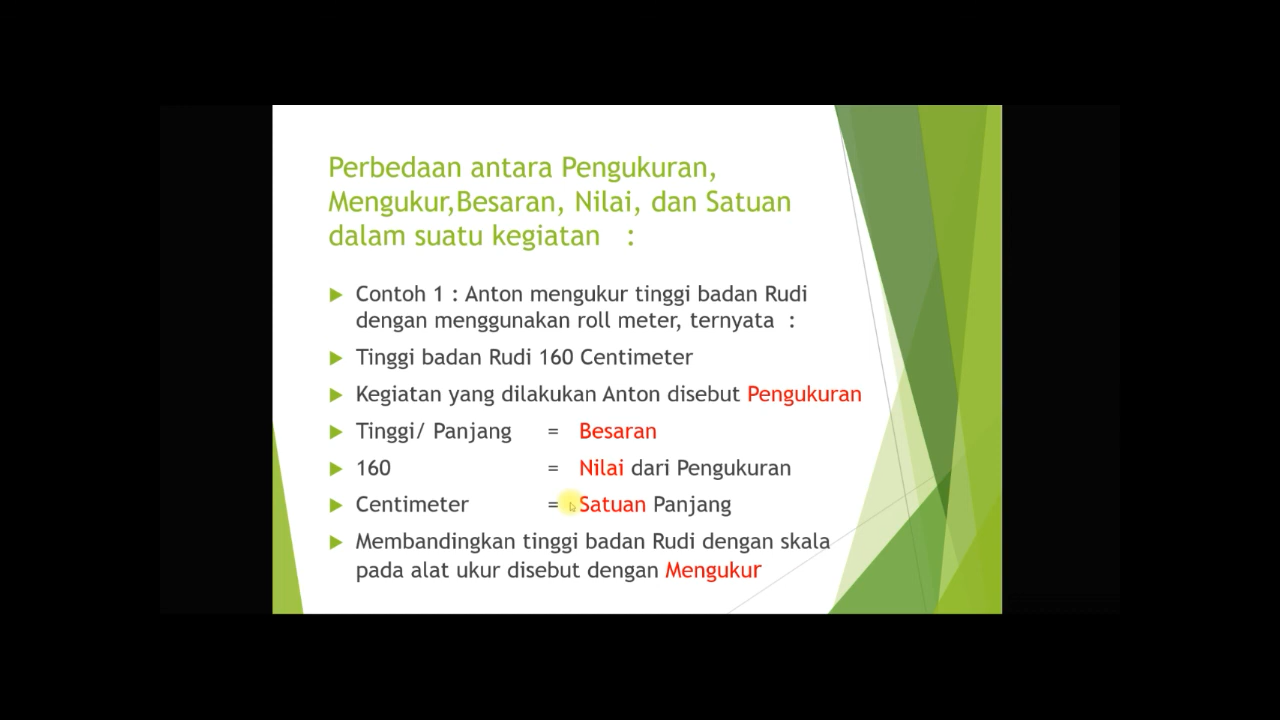 Perbedaan antara Pengukuran,
Mengukur,Besaran, Nilai, dan Satuan
dalam suatu kegiatan :
Contoh 1 : Anton mengukur tinggi badan Rudi
dengan menggunakan roll meter, ternyata :
Tinggi badan Rudi 160 Centimeter
Kegiatan yang dilakukan Anton disebut Pengukuran
Tinggi/ Panjang = Besaran
160 = Nilai dari Pengukuran
Centimeter = Satuan Panjang
Membandingkan tinggi badan Rudi dengan skala
pada alat ukur disebut dengan Mengukur